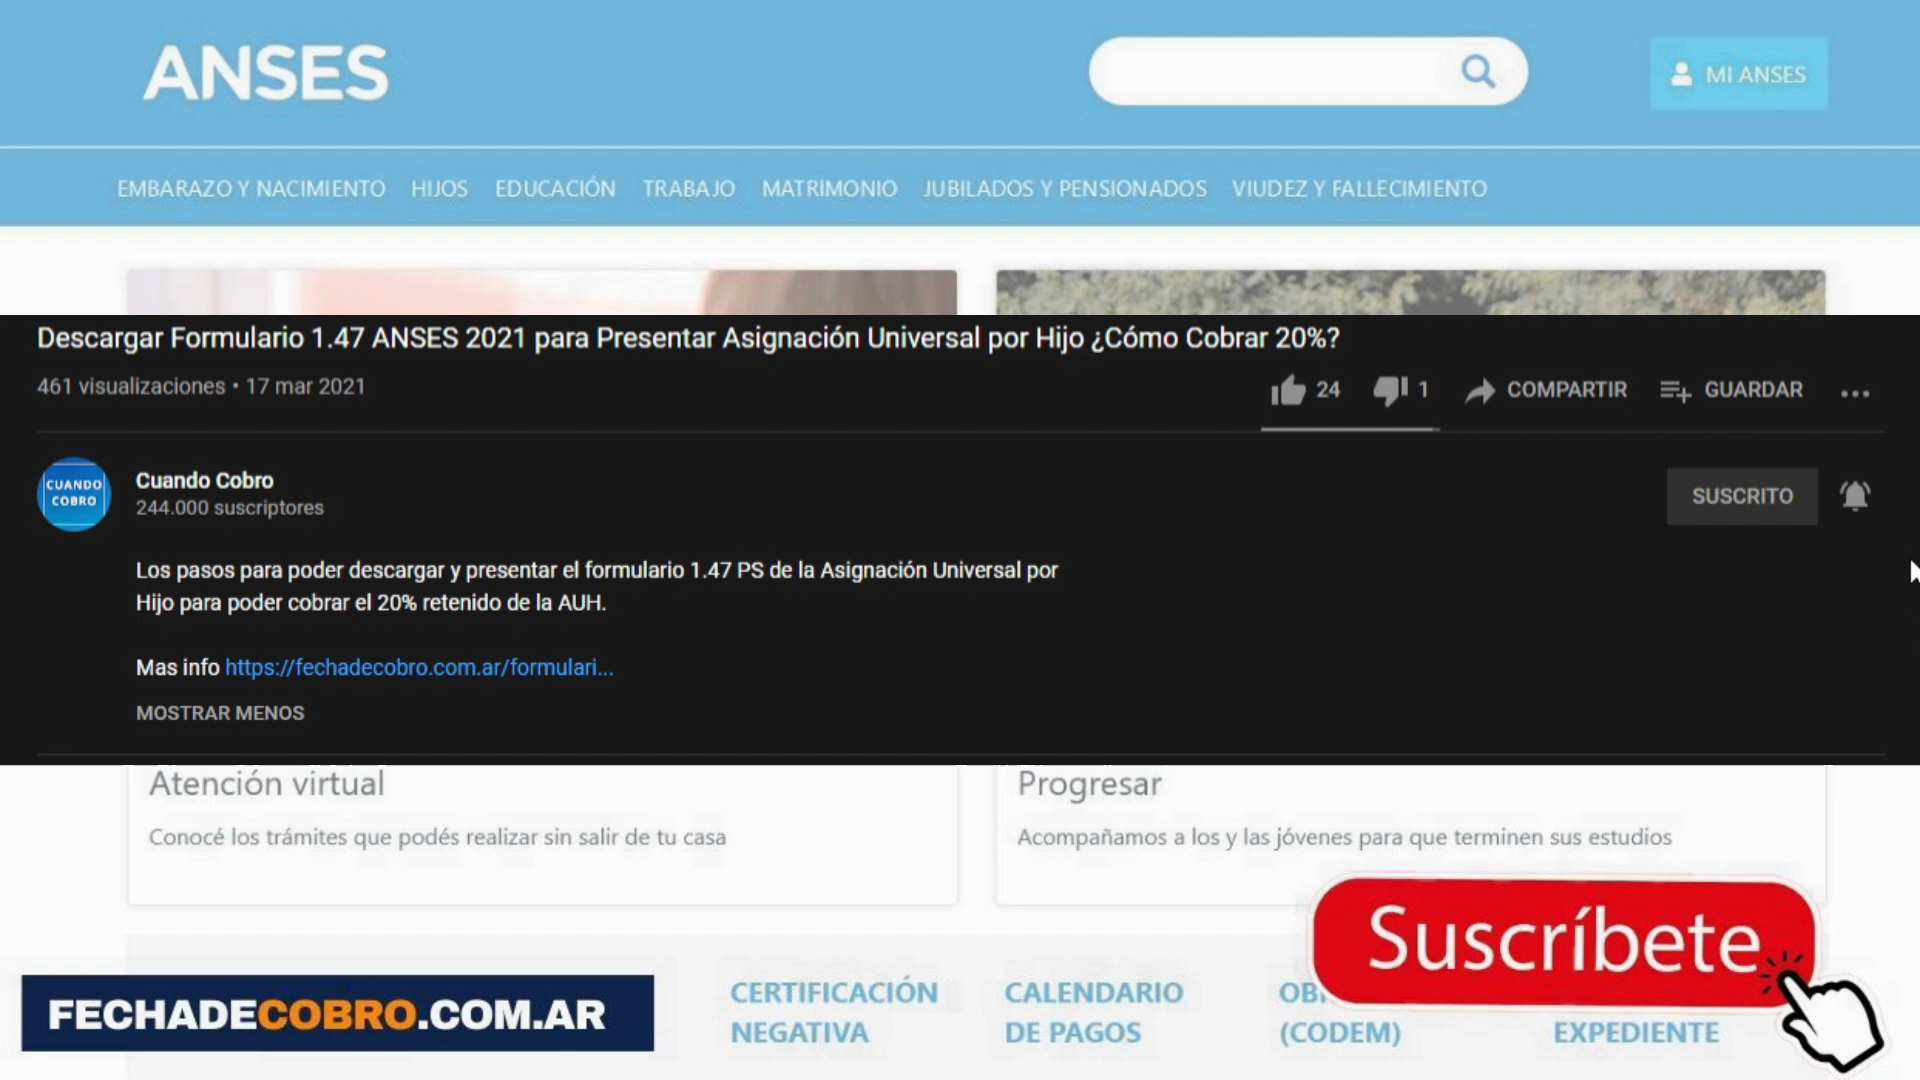 ANSES
MI ANSES
EMBARAZO Y NACIMIENTO HIJOS EDUCACIÓN TRABAJO MATRIMONIO JUBILADOS Y PENSIONADOS VIUDEZ Y FALLECIMIENTO
Descargar Formulario 1.47 ANSES 2021 para Presentar Asignación Universal por Hijo ¿Cómo Cobrar 20%?
461 visualizaciones • 17 mar 2021
24 1 COMPARTIR GUARDAR
CUANDO
COBRO
Cuando Cobro
244.000 suscriptores
SUSCRITO
Los pasos para poder descargar y presentar el formulario 1.47 PS de la Asignación Universal por
Hijo para poder cobrar el 20% retenido de la AUH.
Mas info https://fechadecobro.com.ar/formulari...
MOSTRAR MENOS
Atención virtual
Conocé los trámites que podés realizar sin salir de tu casa
Progresar
Acompañamos a los y las jóvenes para que terminen sus estudios
Suscríbete
FECHADECOBRO.COM.AR
CERTIFICACIÓN
NEGATIVA
CALENDARIO
DE PAGOS
(CODEM)
EXPEDIENTE